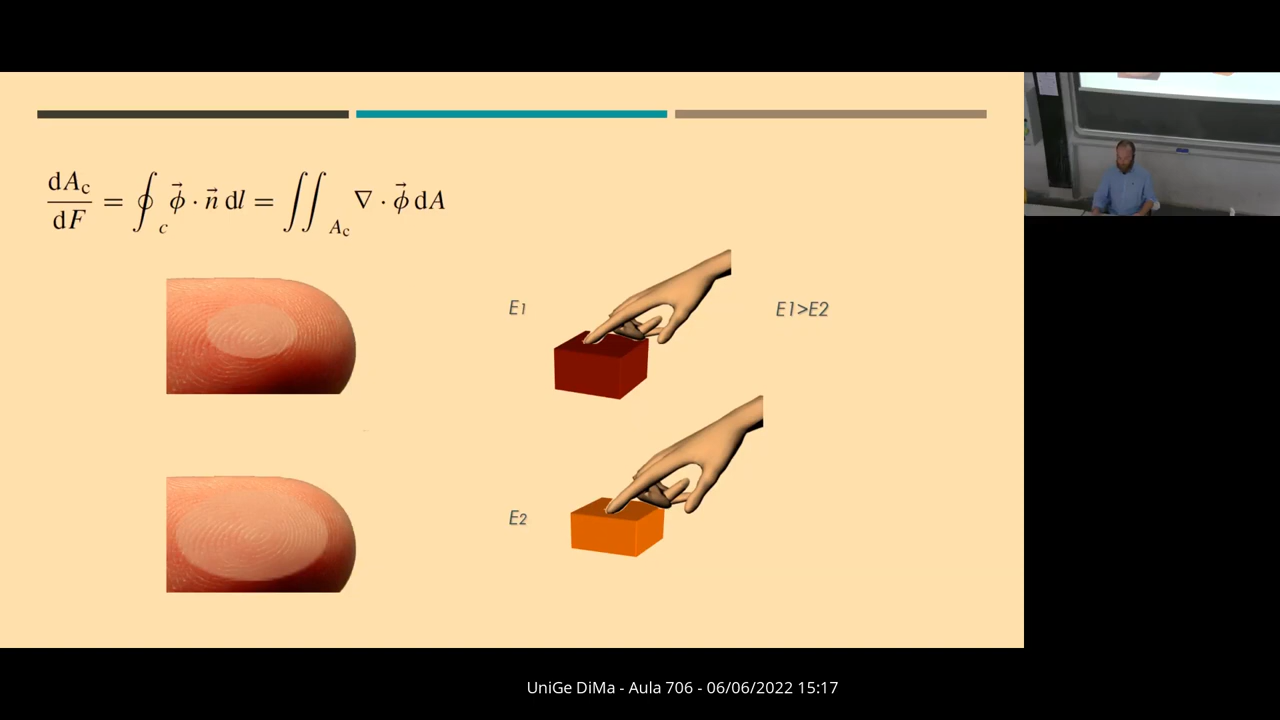 dA_c/dF = ∮_c φ⃗ · n⃗ dl = ∬_{A_c} ∇ · φ⃗ dA
E1
E1>E2
E2
UniGe DiMa - Aula 706 - 06/06/2022 15:17